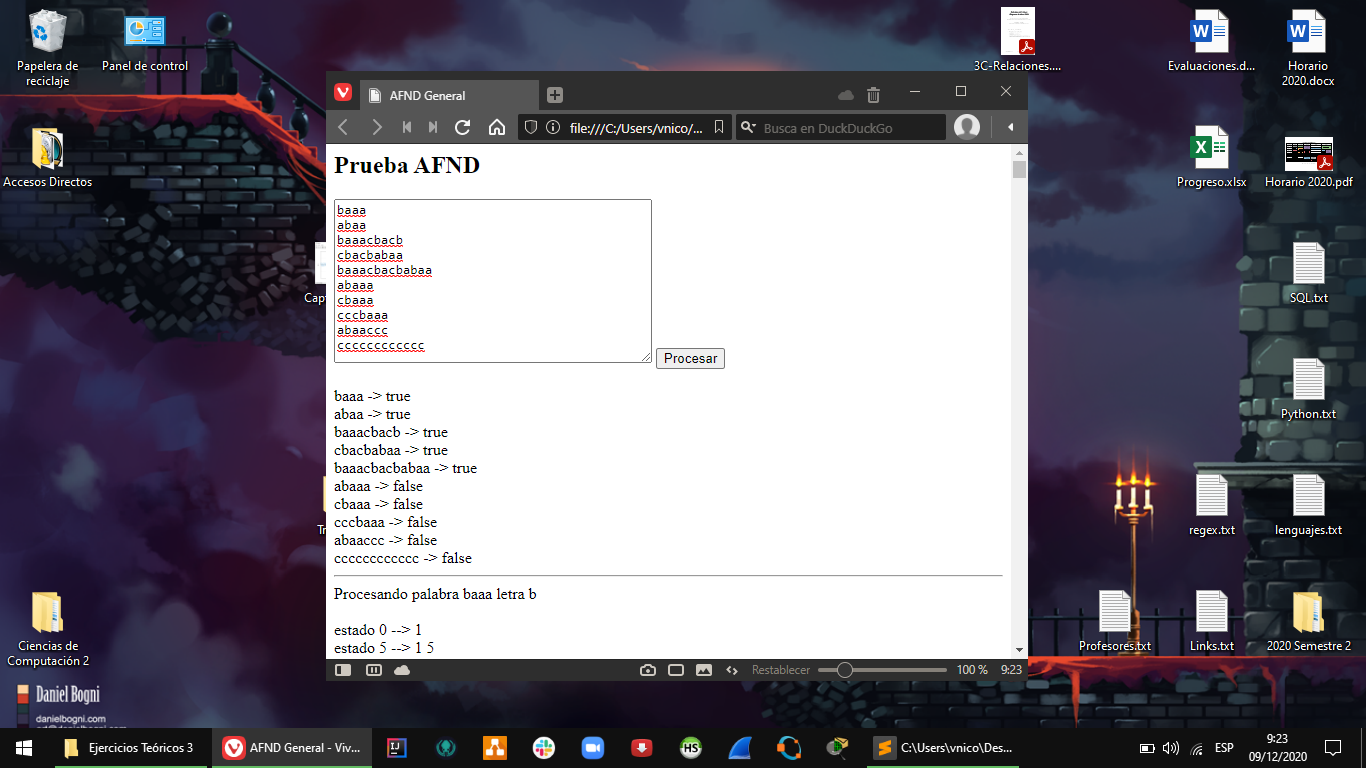 Papelera de
reciclaje
Panel de control
3C-Relaciones....
Evaluaciones.d...
Horario
2020.docx
Accesos Directos
Progreso.xlsx
Horario 2020.pdf
SQL.txt
Python.txt
regex.txt
lenguajes.txt
Profesores.txt
Links.txt
2020 Semestre 2
Ciencias de
Computación 2
Daniel Bogni
danielbogni.com
AFND General
file:///C:/Users/vnico/...
Busca en DuckDuckGo
Prueba AFND
baaa
abaa
baaacbacb
cbacbabaa
baaacbacbabaa
abaaa
cbaaa
cccbaaa
abaaccc
cccccccccccc
Procesar
baaa -> true
abaa -> true
baaacbacb -> true
cbacbabaa -> true
baaacbacbabaa -> true
abaaa -> false
cbaaa -> false
cccbaaa -> false
abaaccc -> false
cccccccccccc -> false
Procesando palabra baaa letra b
estado 0 --> 1
estado 5 --> 1 5
Restablecer
100 %
9:23
Ejercicios Teóricos 3
AFND General - Viv...
C:\Users\vnico\Des...
ESP
9:23
09/12/2020